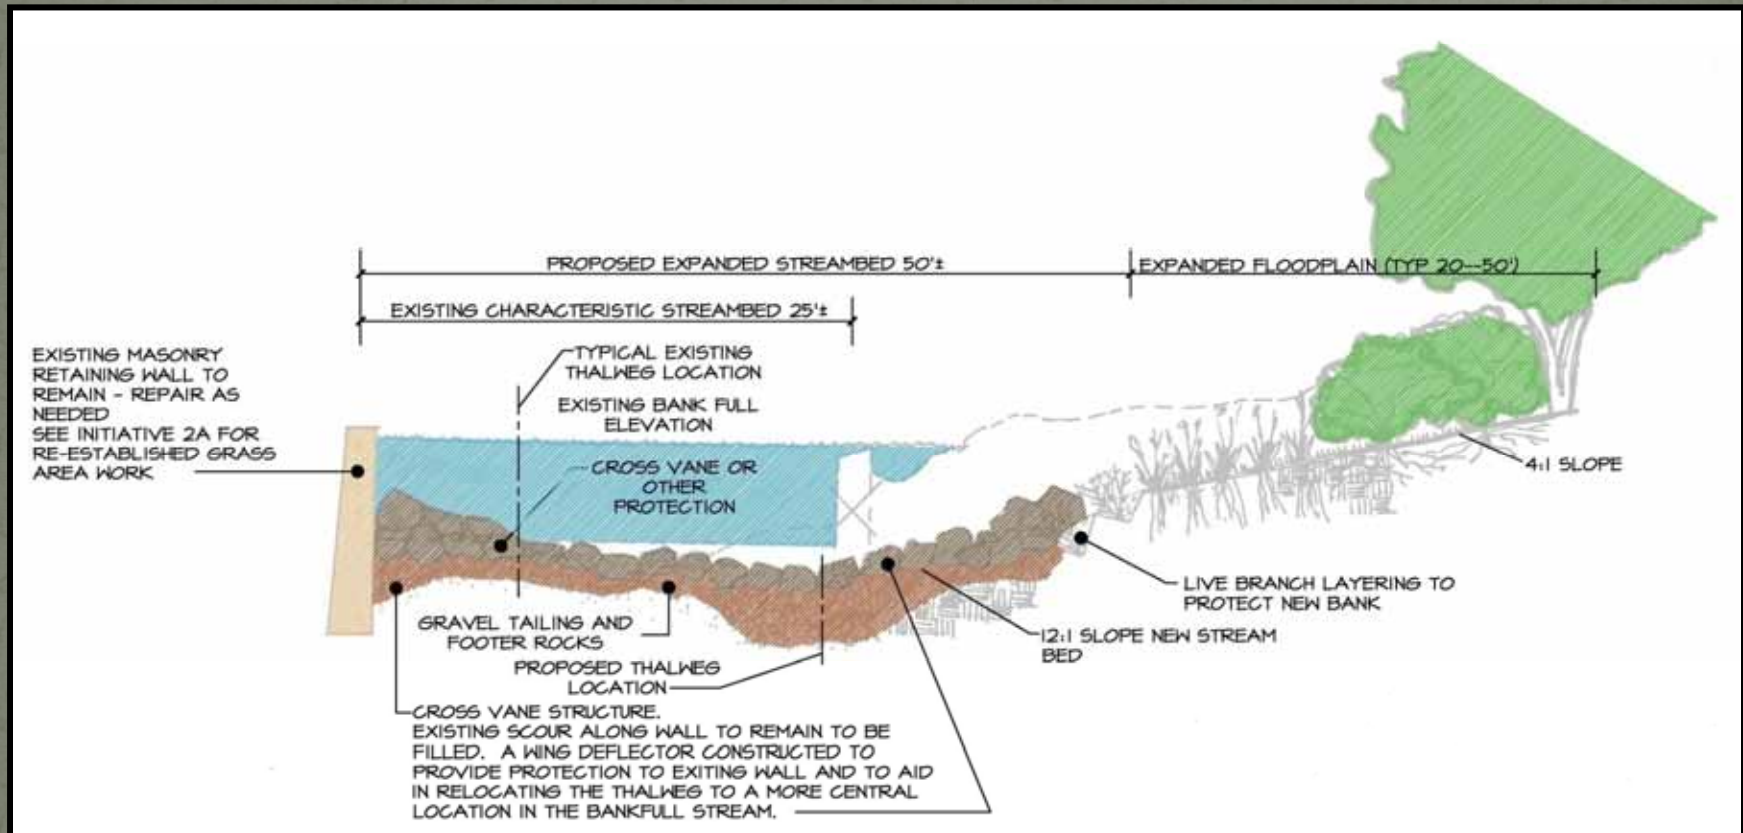 PROPOSED EXPANDED STREAMBED 50'±
EXPANDED FLOODPLAIN (TYP 20--50')
EXISTING CHARACTERISTIC STREAMBED 25'±
EXISTING MASONRY
RETAINING WALL TO
REMAIN - REPAIR AS
NEEDED
SEE INITIATIVE 2A FOR
RE-ESTABLISHED GRASS
AREA WORK
TYPICAL EXISTING
THALWEG LOCATION
EXISTING BANK FULL
ELEVATION
CROSS VANE OR
OTHER
PROTECTION
4:1 SLOPE
LIVE BRANCH LAYERING TO
PROTECT NEW BANK
12:1 SLOPE NEW STREAM
BED
GRAVEL TAILING AND
FOOTER ROCKS
PROPOSED THALWEG
LOCATION
CROSS VANE STRUCTURE.
EXISTING SCOUR ALONG WALL TO REMAIN TO BE
FILLED. A WING DEFLECTOR CONSTRUCTED TO
PROVIDE PROTECTION TO EXITING WALL AND TO AID
IN RELOCATING THE THALWEG TO A MORE CENTRAL
LOCATION IN THE BANKFULL STREAM.